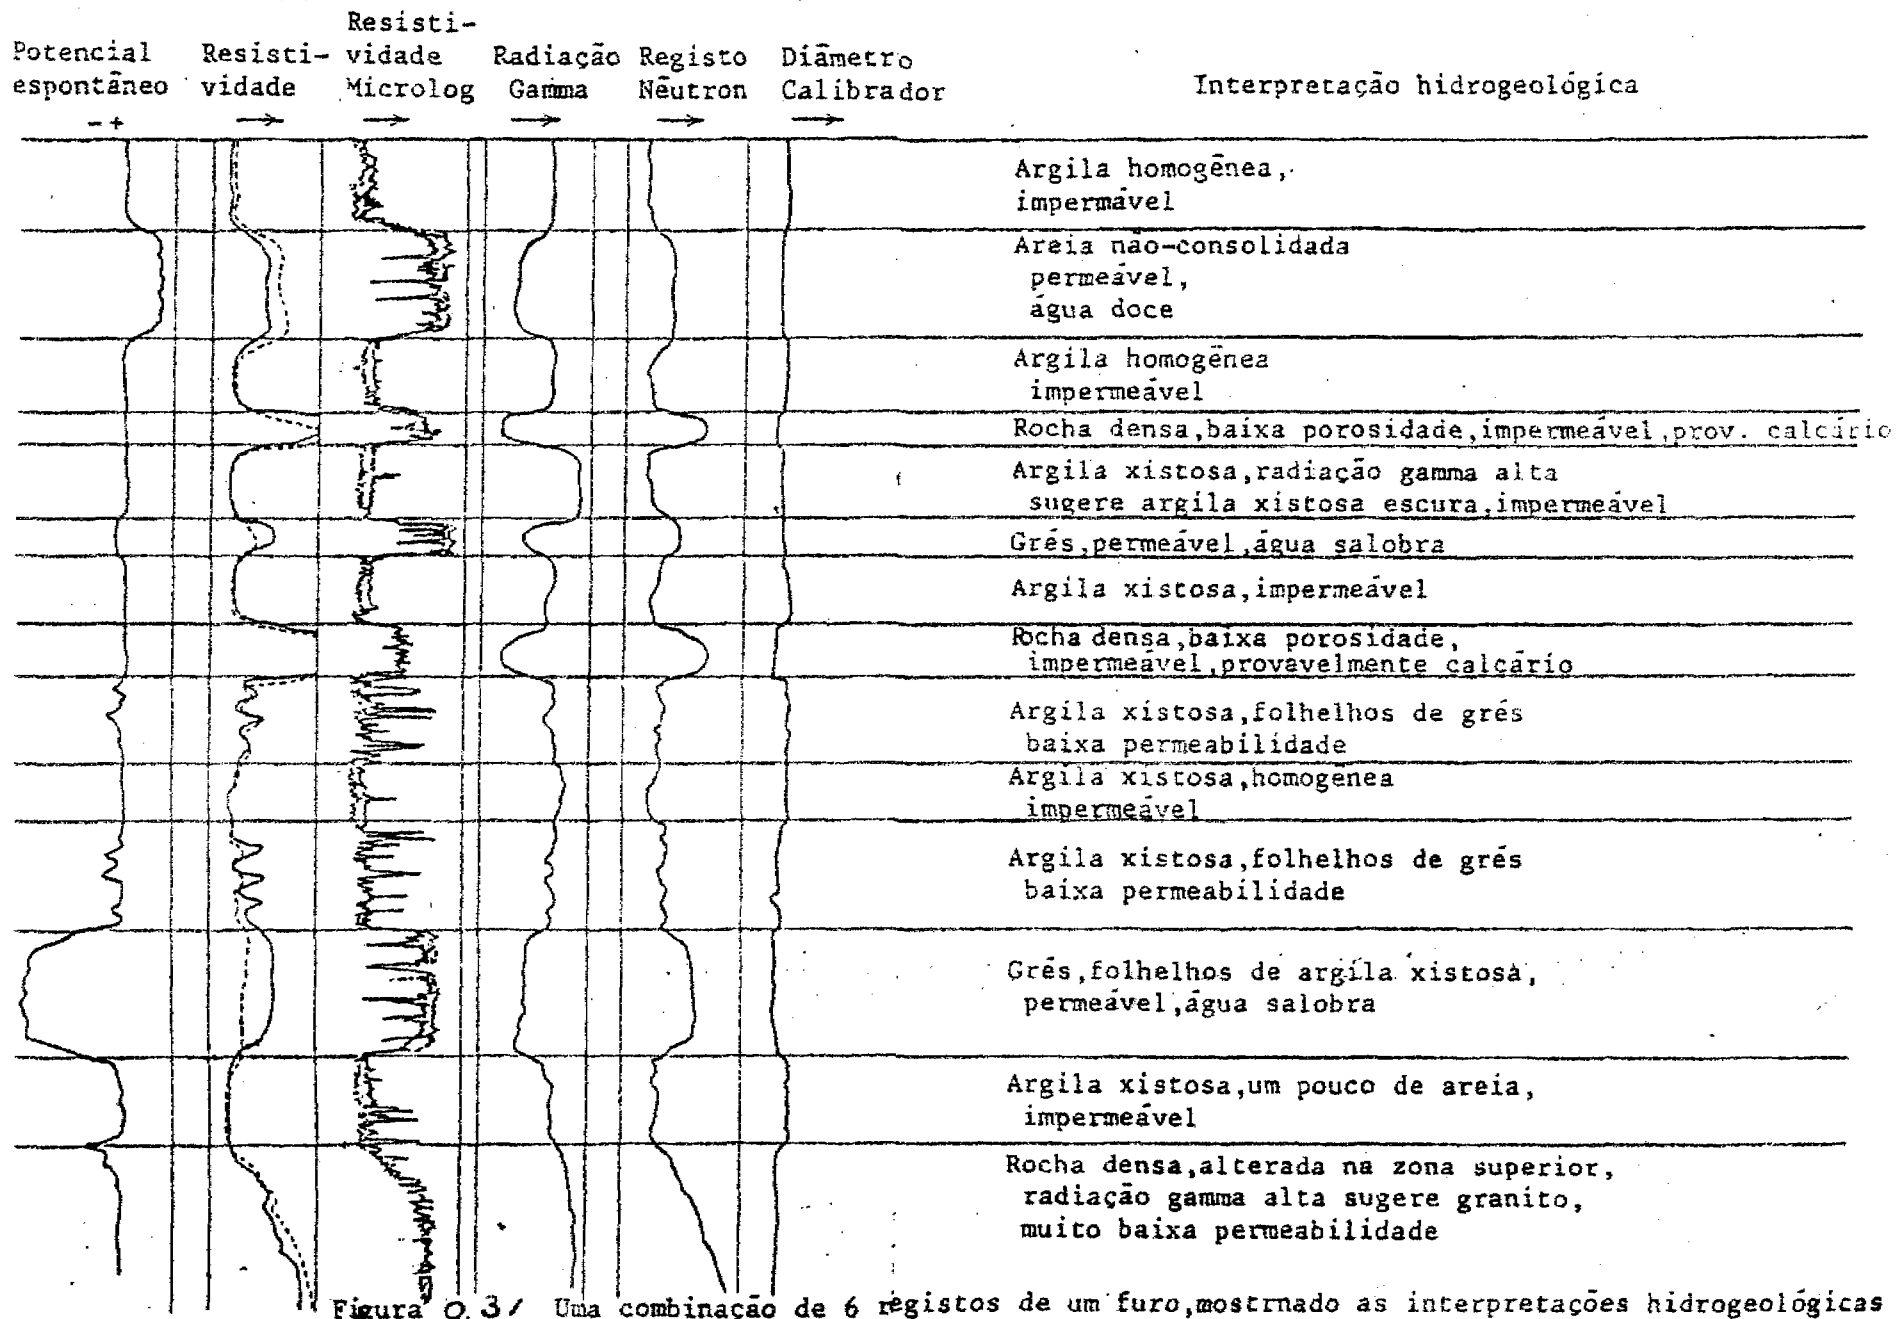 Resisti-
Potencial Resisti- vidade Radiação Registo Diâmetro
espontâneo vidade Microlog Gamma Nêutron Calibrador Interpretação hidrogeológica
- +
Argila homogênea,
impermável
Areia não-consolidada
permeável,
água doce
Argila homogênea
impermeável
Rocha densa,baixa porosidade,impermeável,prov. calcário
Argila xistosa,radiação gamma alta
sugere argila xistosa escura,impermeável
Grés,permeável,água salobra
Argila xistosa,impermeável
Rocha densa,baixa porosidade,
impermeável,provavelmente calcário
Argila xistosa,folhelhos de grés
baixa permeabilidade
Argila xistosa,homogenea
impermeável
Argila xistosa,folhelhos de grés
baixa permeabilidade
Grés,folhelhos de argila xistosa,
permeável,água salobra
Argila xistosa,um pouco de areia,
impermeável
Rocha densa,alterada na zona superior,
radiação gamma alta sugere granito,
muito baixa permeabilidade
Figura 0.31 Uma combinação de 6 registos de um furo,mostrnado as interpretações hidrogeológicas